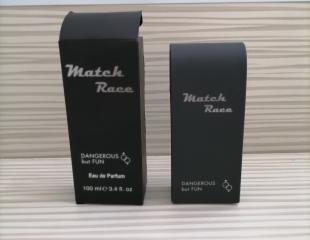 Match
Race
DANGEROUS
but FUN
Eau de Parfum
100 ml ℮ 3.4 fl. oz
Match
Race
DANGEROUS
but FUN